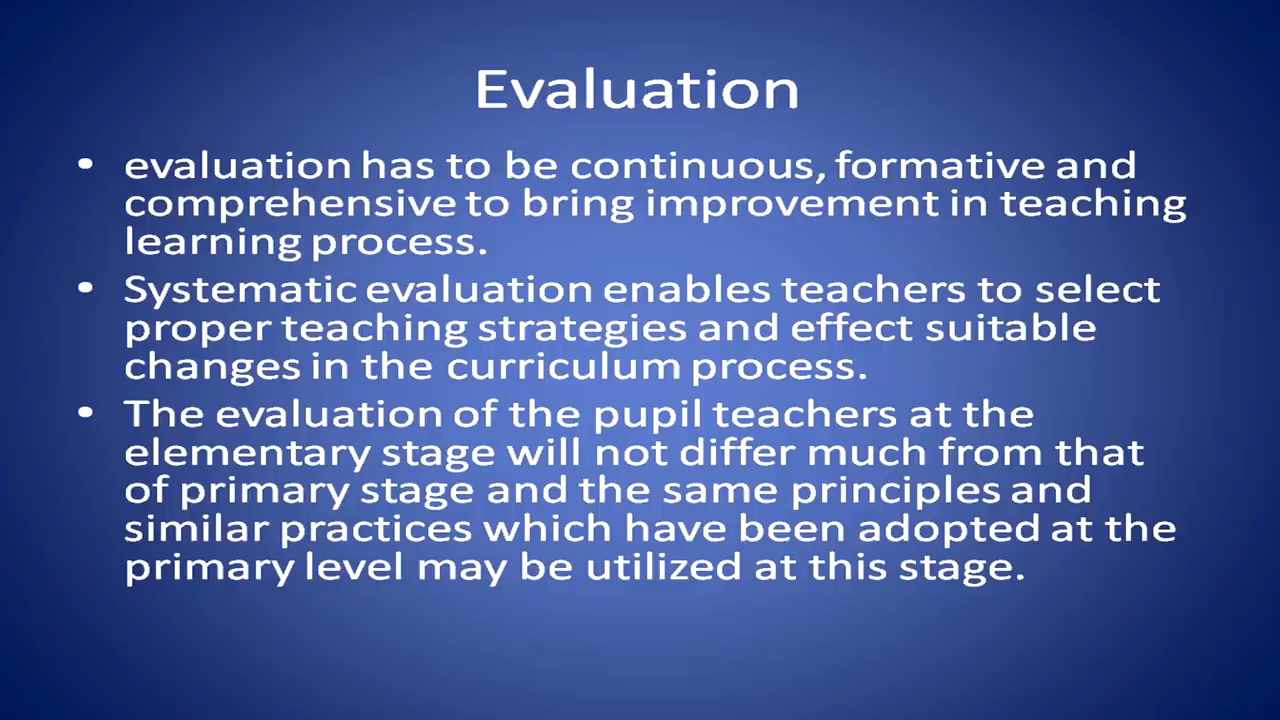 Evaluation
• evaluation has to be continuous, formative and
comprehensive to bring improvement in teaching
learning process.
• Systematic evaluation enables teachers to select
proper teaching strategies and effect suitable
changes in the curriculum process.
• The evaluation of the pupil teachers at the
elementary stage will not differ much from that
of primary stage and the same principles and
similar practices which have been adopted at the
primary level may be utilized at this stage.